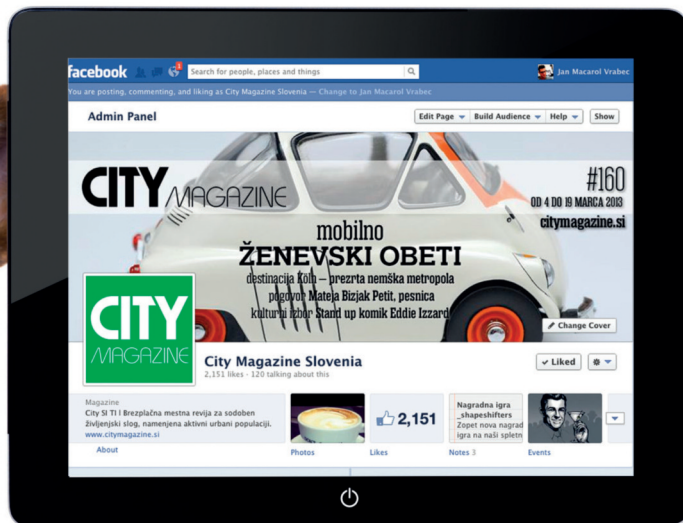 facebook
1
Search for people, places and things
Jan Macarol Vrabec
You are posting, commenting, and liking as City Magazine Slovenia — Change to Jan Macarol Vrabec
Admin Panel
Edit Page
Build Audience
Help
Show
CITY MAGAZINE
#160
OD 4 DO 19 MARCA 2013
citymagazine.si
mobilno
ŽENEVSKI OBETI
destinacija Köln – prezrta nemška metropola
pogovor Mateja Bizjak Petit, pesnica
kulturni izbor Stand up komik Eddie Izzard
Change Cover
CITY
MAGAZINE
City Magazine Slovenia
2,151 likes · 120 talking about this
Liked
Magazine
City SI TI l Brezplačna mestna revija za sodoben
življenjski slog, namenjena aktivni urbani populaciji.
www.citymagazine.si
About
Photos
2,151
Likes
Nagradna igra
_shapeshifters
Zopet nova nagrad
igra na naši spletn
Notes 3
Events